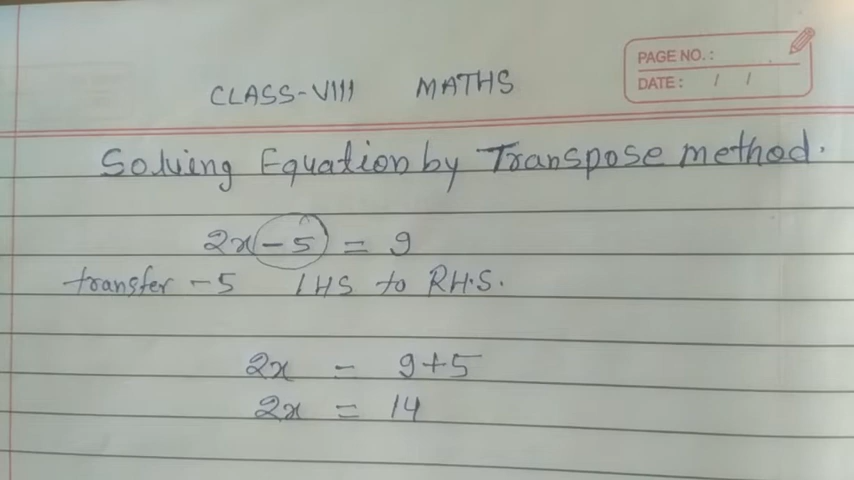 PAGE NO.:
DATE: / /
CLASS-VIII MATHS
Solving Equation by Transpose method.
2x - 5 = 9
transfer - 5 LHS to R.H.S.
2x = 9+5
2x = 14